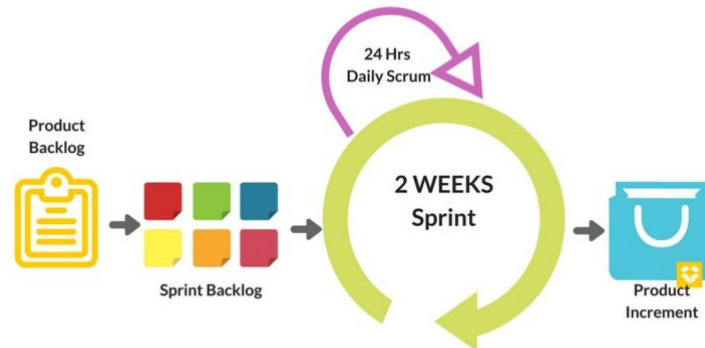 24 Hrs
Daily Scrum
Product
Backlog
2 WEEKS
Sprint
Sprint Backlog
Product
Increment